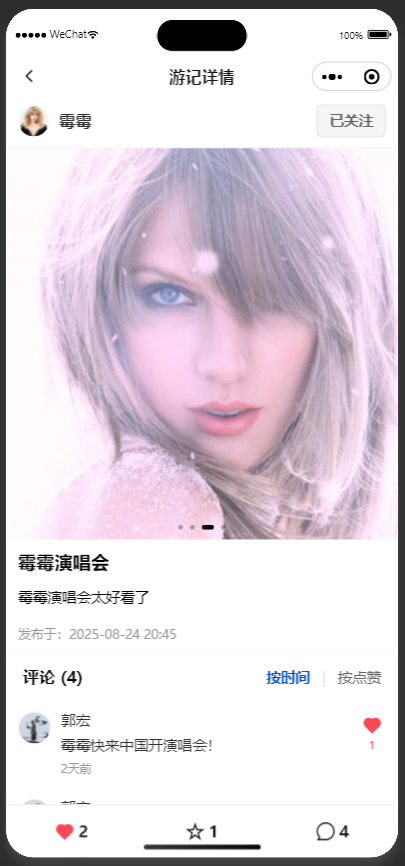 WeChat 100%
游记详情
霉霉 已关注
霉霉演唱会
霉霉演唱会太好看了
发布于：2025-08-24 20:45
评论 (4) 按时间 | 按点赞
郭宏
霉霉快来中国开演唱会！
1
2天前
2 1 4